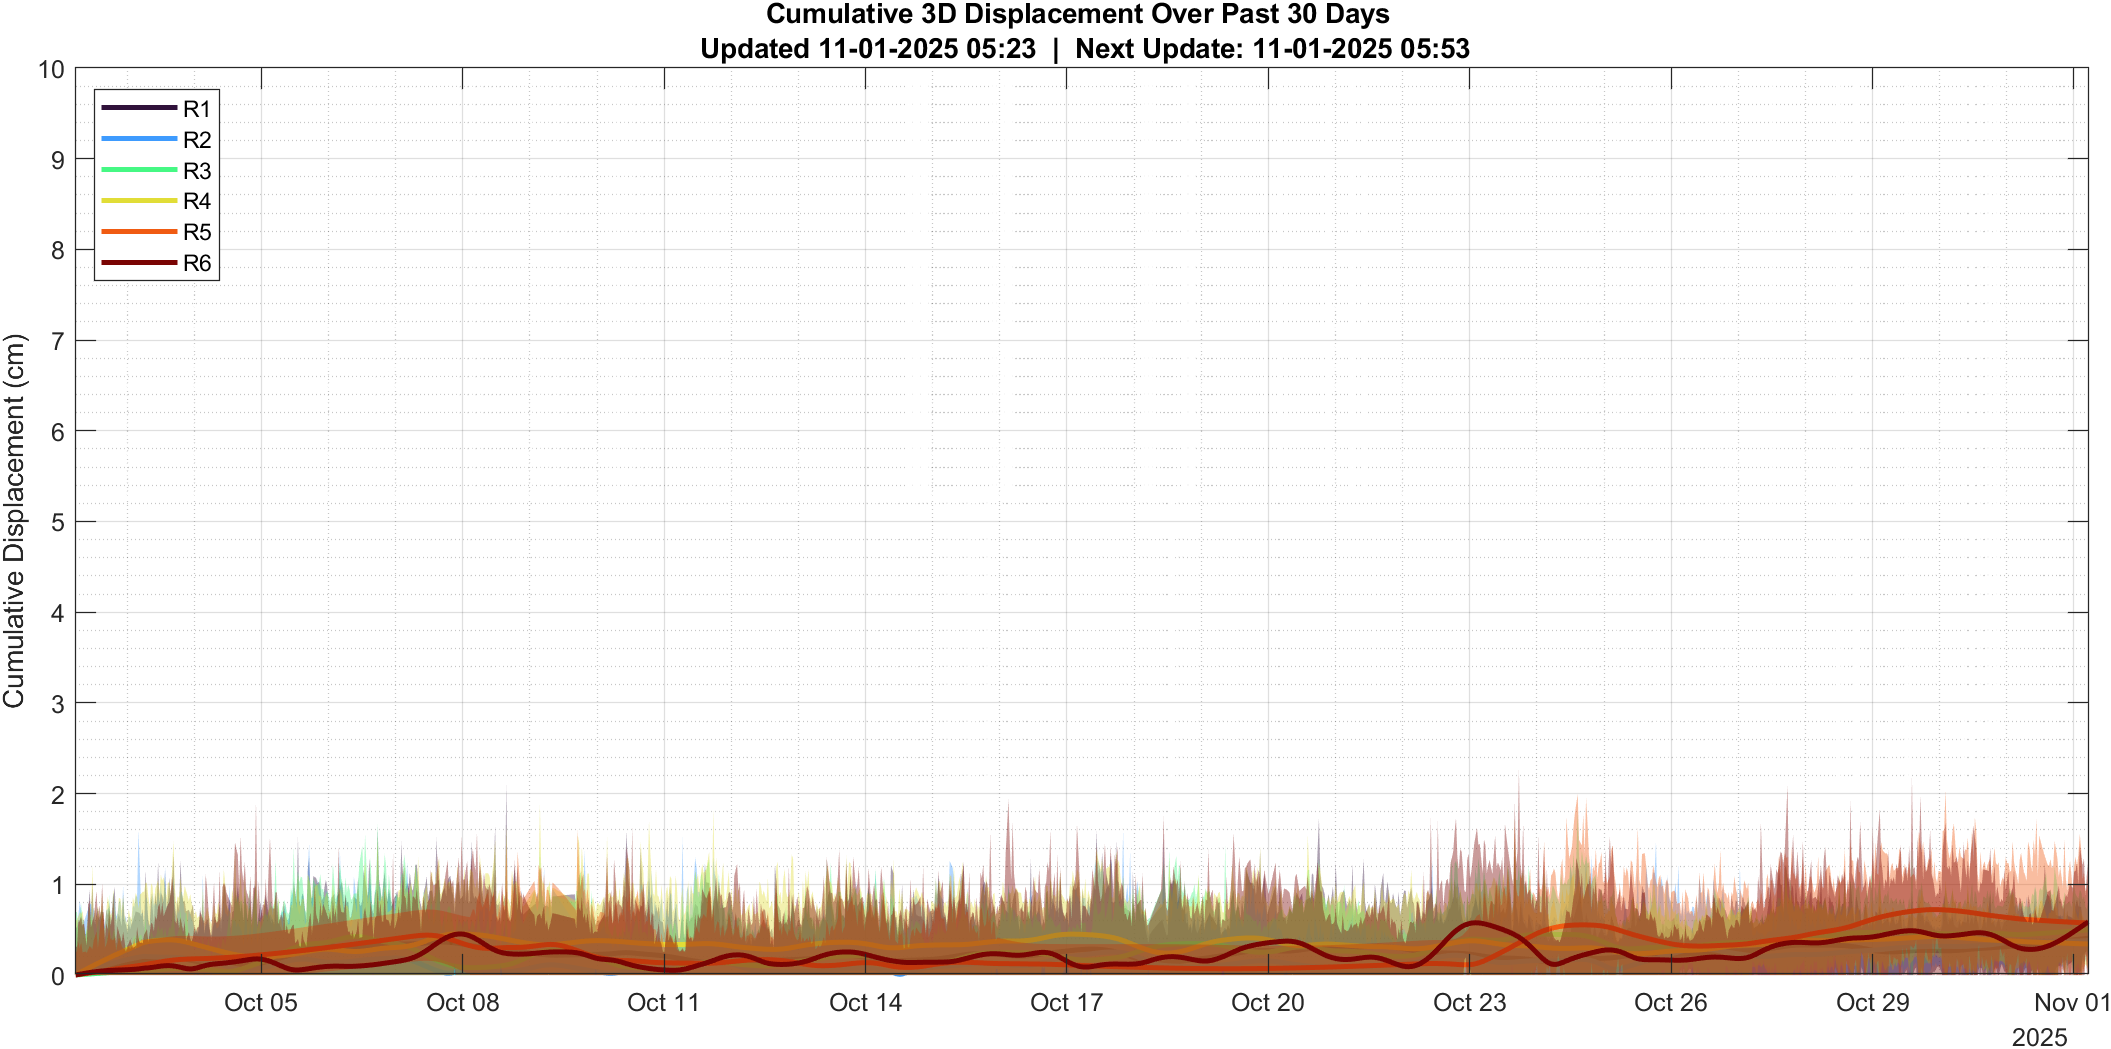 Cumulative 3D Displacement Over Past 30 Days
Updated 11-01-2025 05:23 | Next Update: 11-01-2025 05:53
Cumulative Displacement (cm)
10
9
8
7
6
5
4
3
2
1
0
R1
R2
R3
R4
R5
R6
Oct 05 Oct 08 Oct 11 Oct 14 Oct 17 Oct 20 Oct 23 Oct 26 Oct 29 Nov 01
2025